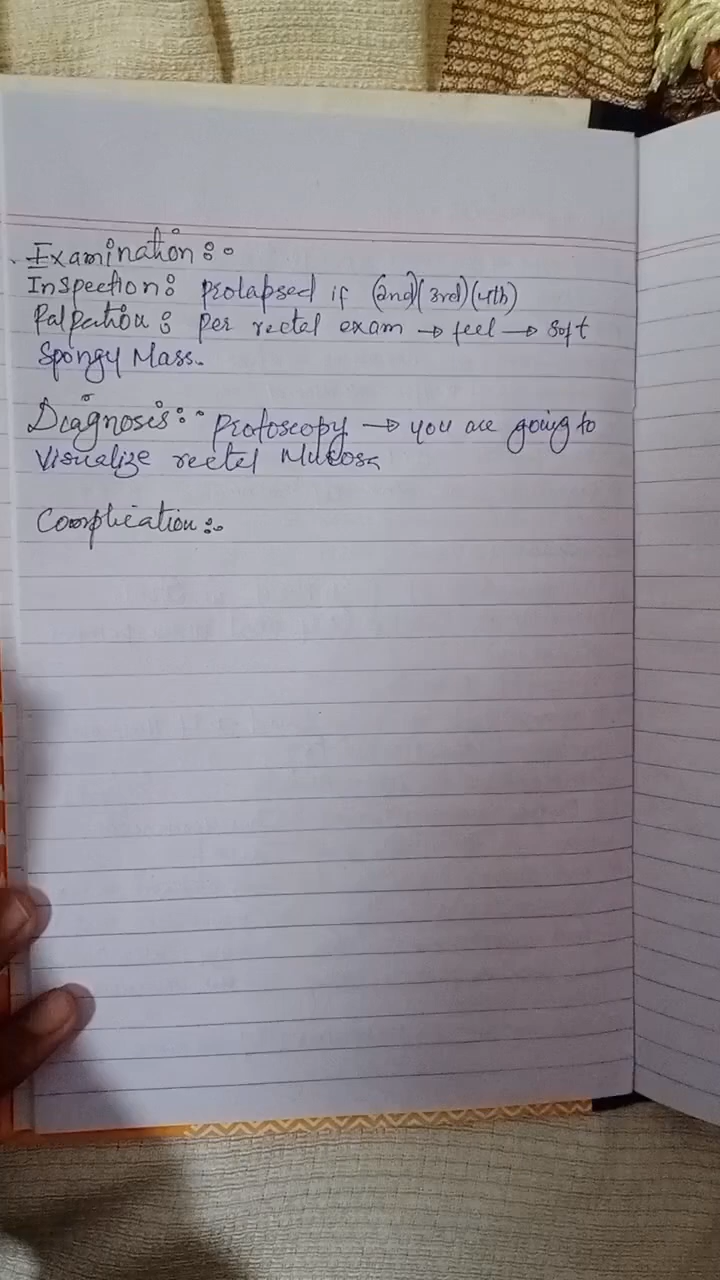 Examination:-
Inspection: prolapsed if (2nd)(3rd)(4th)
Palpation: per rectal exam → feel → soft
Spongy Mass.
Diagnosis:- Protoscopy → you are going to
Visualize rectal Mucosa
Complication:-